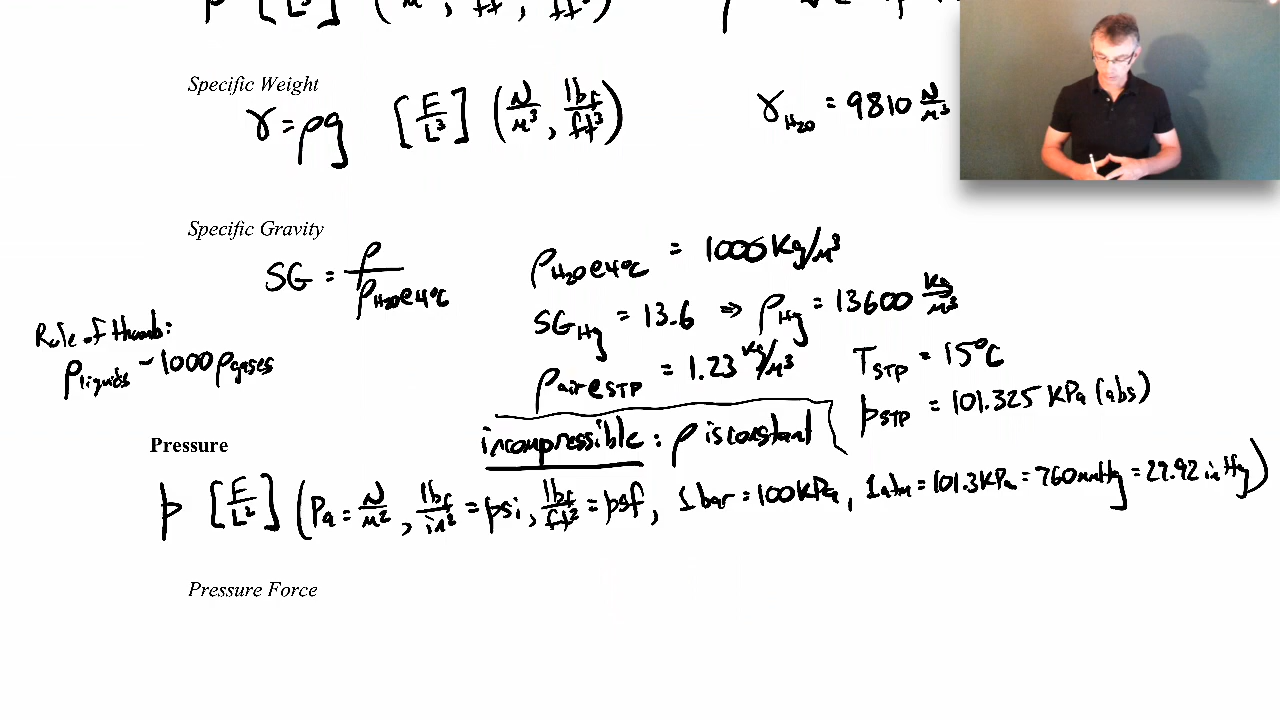 Specific Weight
γ = ρg [F/L³] (N/m³, lbf/ft³) γH₂O = 9810 N/m³
Specific Gravity
SG = ρ/ρH₂O@4°C ρH₂O@4°C = 1000 kg/m³
SGHg = 13.6 ⇒ ρHg = 13600 kg/m³
Rule of thumb:
ρliquids ~ 1000 ρgases
ρair@STP = 1.23 kg/m³ TSTP = 15°C
pSTP = 101.325 kPa (abs)
incompressible: ρ is constant
Pressure
p [F/L²] (Pa = N/m², lbf/in² = psi, lbf/ft² = psf, 1 bar = 100 kPa, 1 atm = 101.3 kPa = 760 mmHg = 29.92 in Hg)
Pressure Force